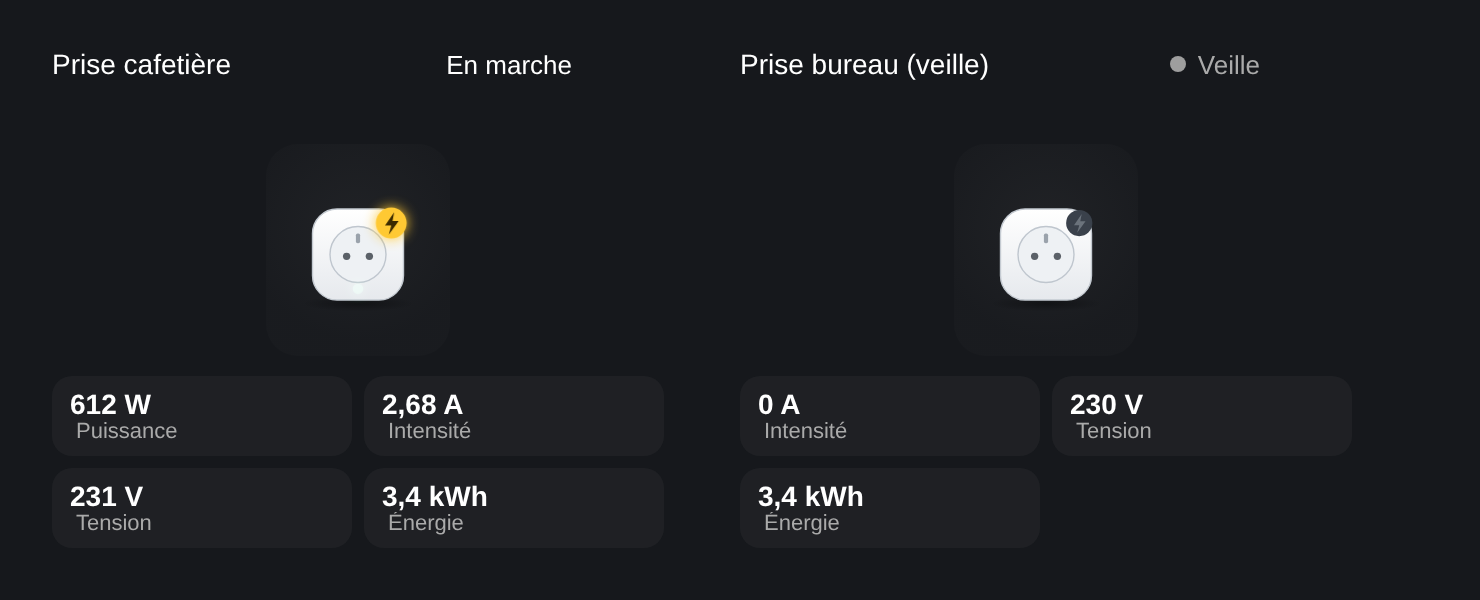 Prise cafetière
En marche
612 W
Puissance
2,68 A
Intensité
231 V
Tension
3,4 kWh
Énergie
Prise bureau (veille)
Veille
0 A
Intensité
230 V
Tension
3,4 kWh
Énergie